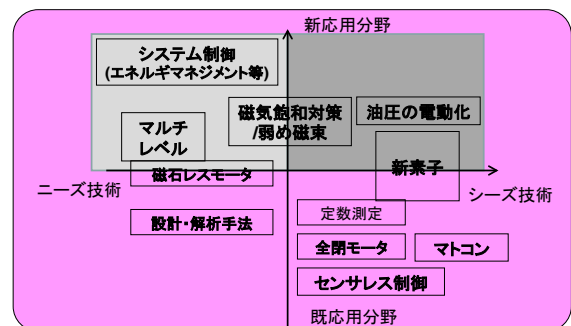 新応用分野
システム制御
(エネルギマネジメント等)
磁気飽和対策
/弱め磁束
油圧の電動化
マルチ
レベル
新素子
磁石レスモータ
ニーズ技術
シーズ技術
設計・解析手法
定数測定
全閉モータ
マトコン
センサレス制御
既応用分野